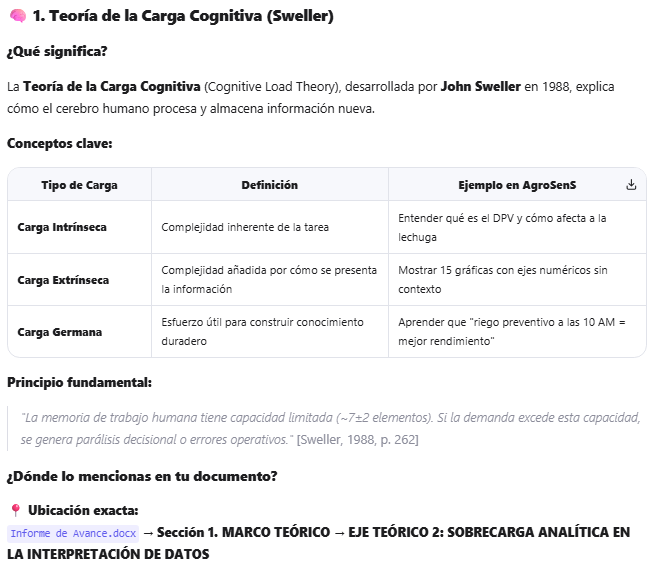 🧠 1. Teoría de la Carga Cognitiva (Sweller)
¿Qué significa?
La Teoría de la Carga Cognitiva (Cognitive Load Theory), desarrollada por John Sweller en 1988, explica
cómo el cerebro humano procesa y almacena información nueva.
Conceptos clave:
Tipo de Carga Definición Ejemplo en AgroSenS
Carga Intrínseca Complejidad inherente de la tarea Entender qué es el DPV y cómo afecta a la
lechuga
Carga Extrínseca Complejidad añadida por cómo se presenta
la información Mostrar 15 gráficas con ejes numéricos sin
contexto
Carga Germana Esfuerzo útil para construir conocimiento
duradero Aprender que "riego preventivo a las 10 AM =
mejor rendimiento"
Principio fundamental:
"La memoria de trabajo humana tiene capacidad limitada (~7±2 elementos). Si la demanda excede esta capacidad,
se genera parálisis decisional o errores operativos." [Sweller, 1988, p. 262]
¿Dónde lo mencionas en tu documento?
📍 Ubicación exacta:
Informe de Avance.docx → Sección 1. MARCO TEÓRICO → EJE TEÓRICO 2: SOBRECARGA ANALÍTICA EN
LA INTERPRETACIÓN DE DATOS